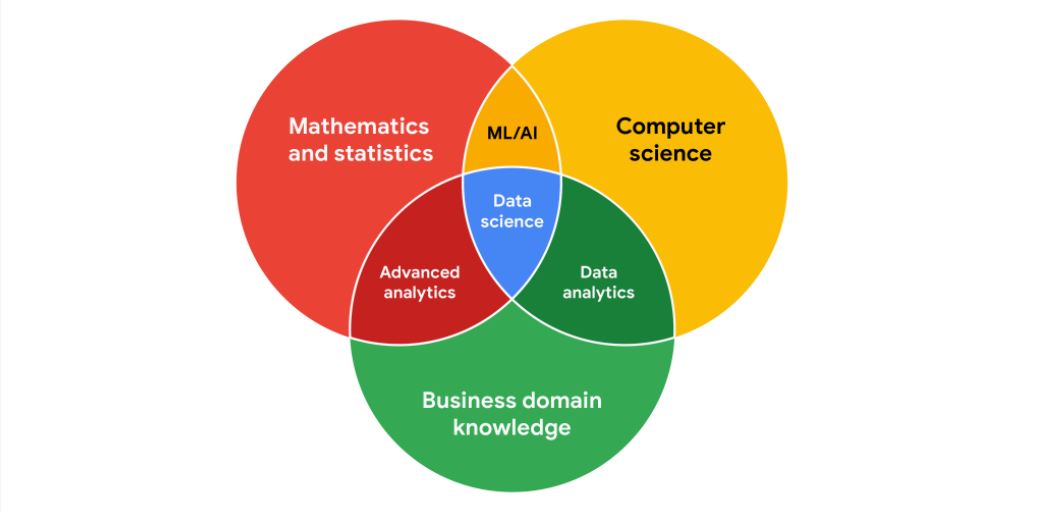 Mathematics
and statistics
ML/AI
Computer
science
Data
science
Advanced
analytics
Data
analytics
Business domain
knowledge